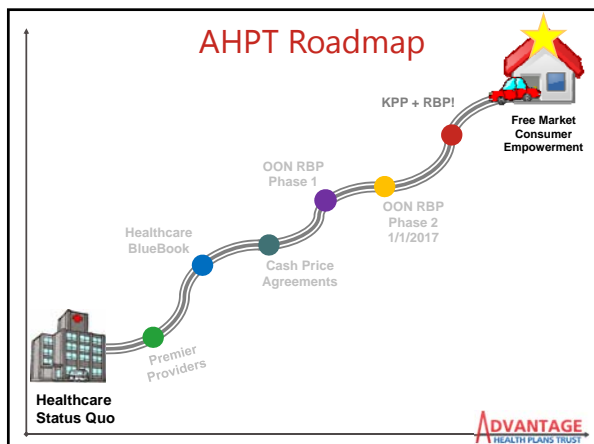 AHPT Roadmap
KPP + RBP!
Free Market
Consumer
Empowerment
OON RBP
Phase 1
OON RBP
Phase 2
1/1/2017
Healthcare
BlueBook
Cash Price
Agreements
Premier
Providers
Healthcare
Status Quo
ADVANTAGE
HEALTH PLANS TRUST